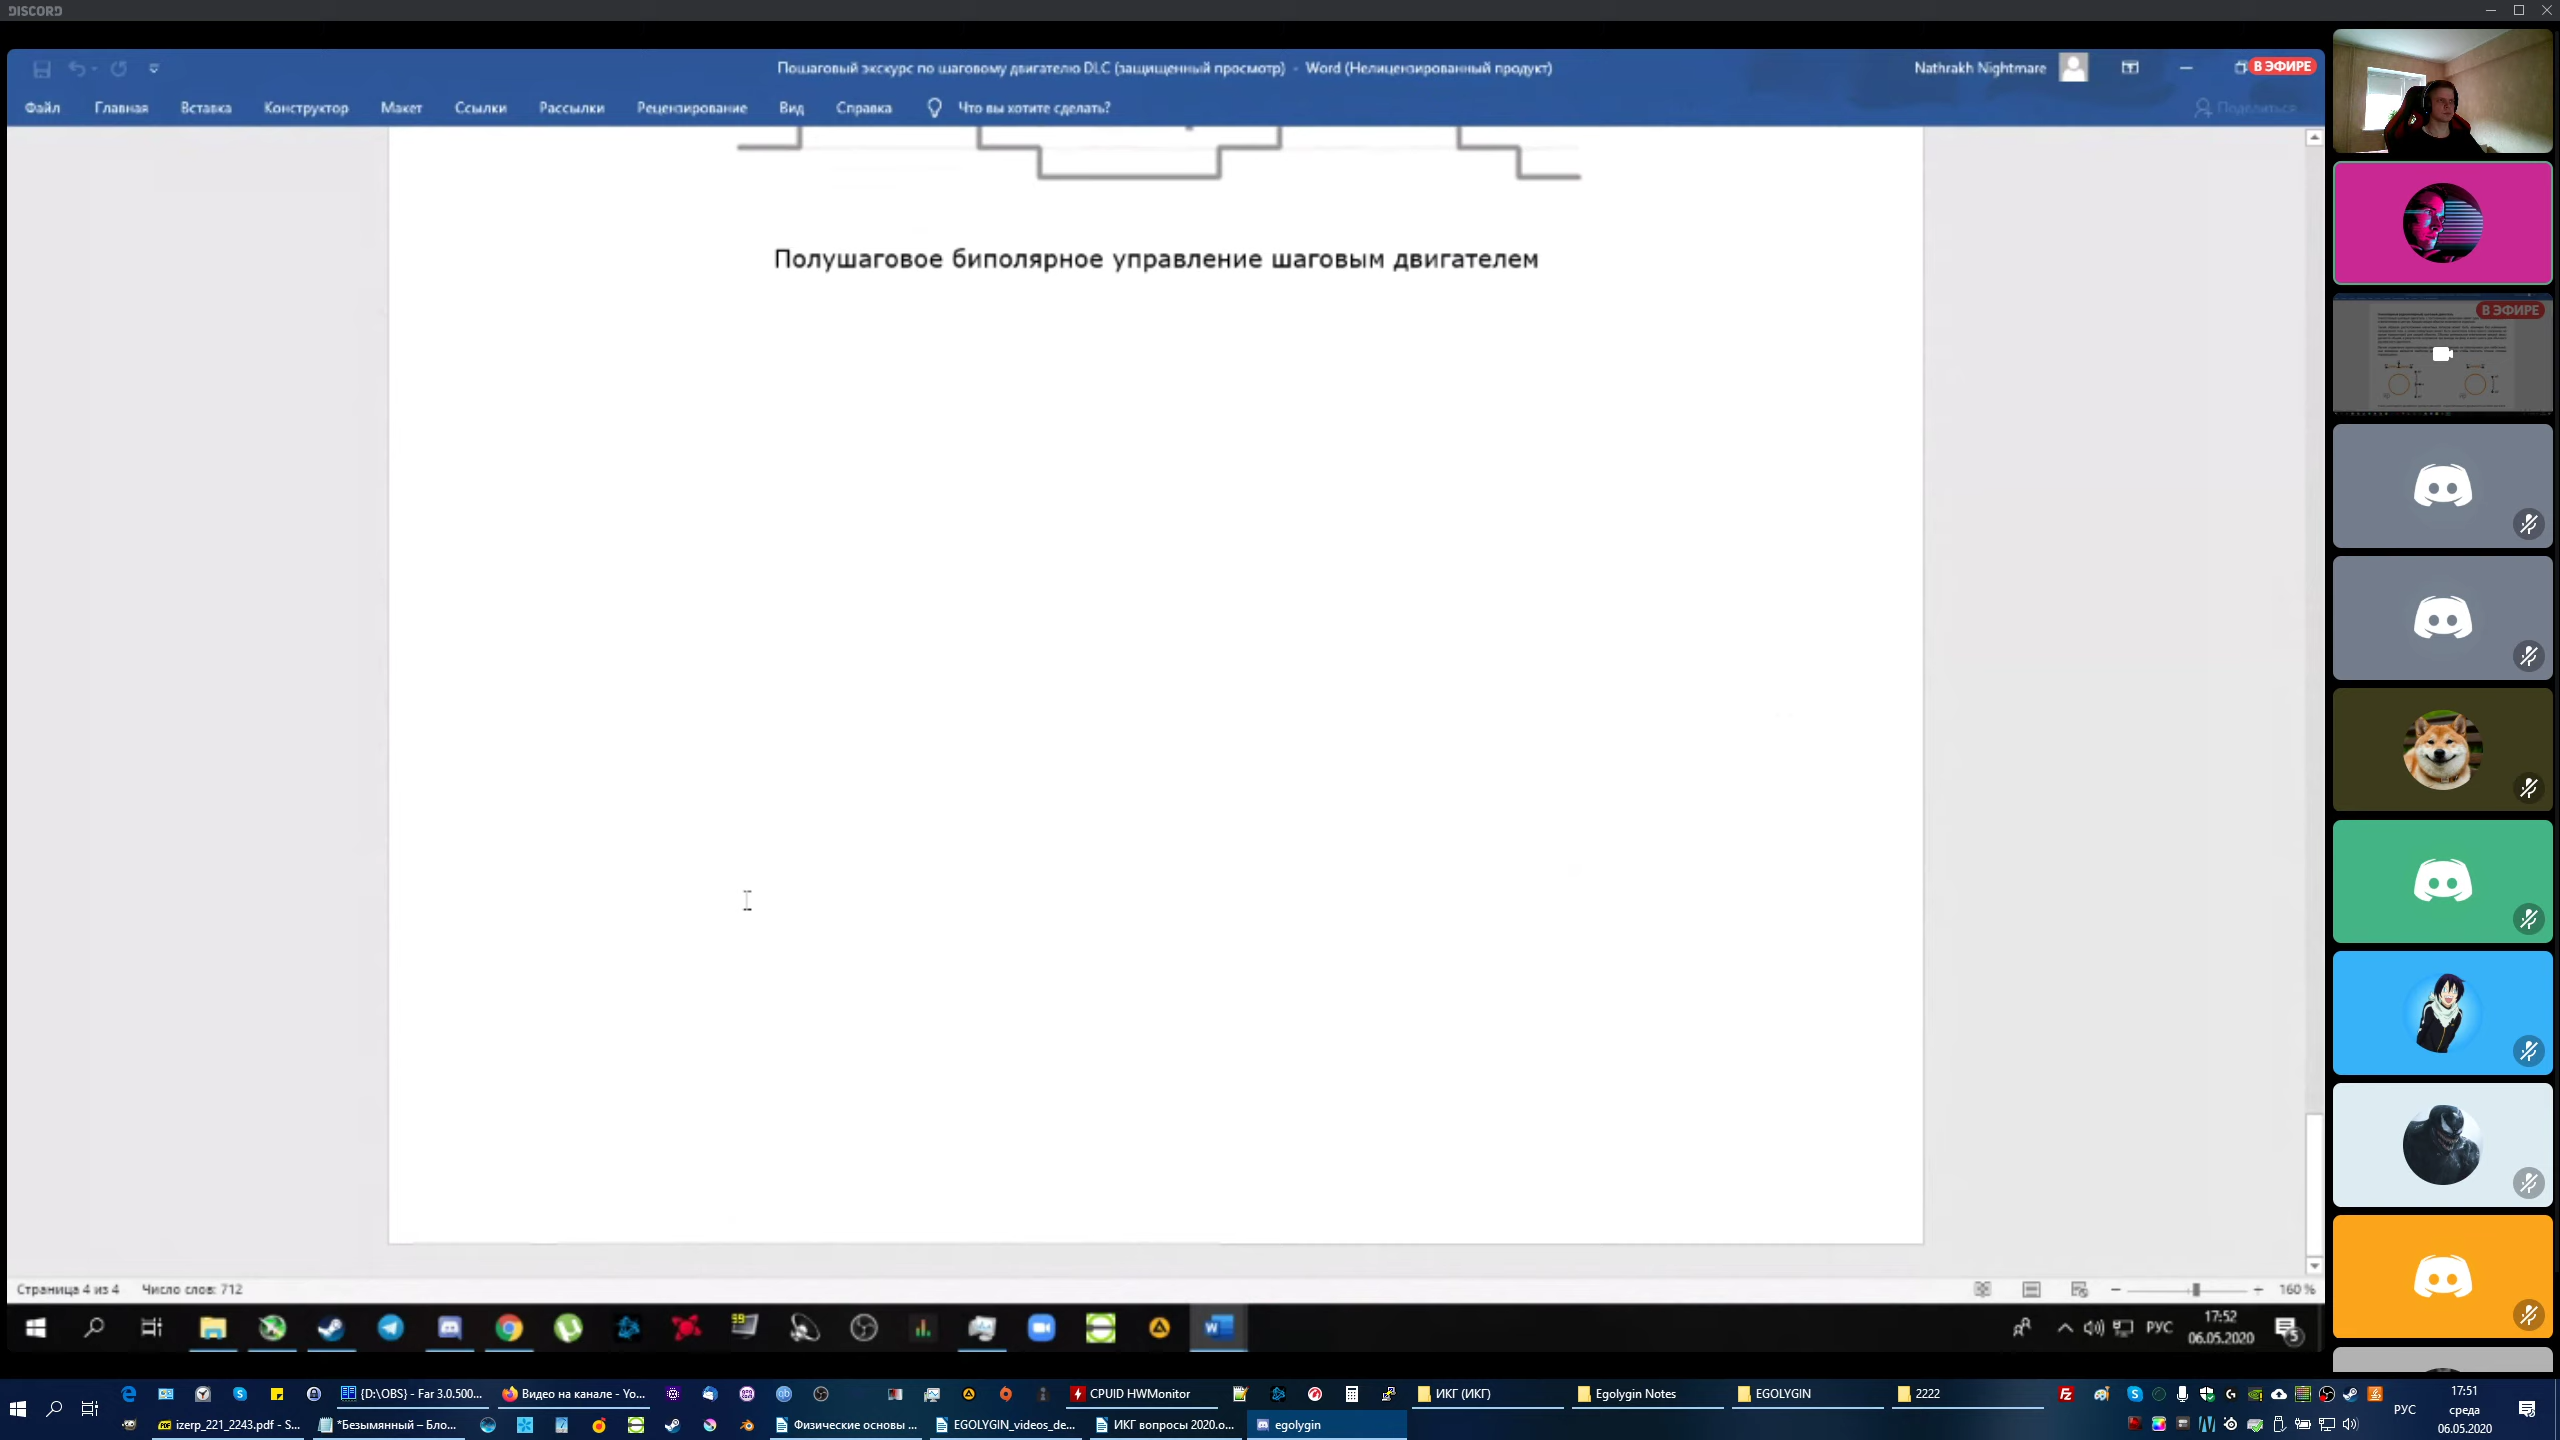 DISCORD
Пошаговый экскурс по шаговому двигателю DLC (защищенный просмотр) - Word (Нелицензированный продукт)
Nathrakh Nightmare
В ЭФИРЕ
Файл Главная Вставка Конструктор Макет Ссылки Рассылки Рецензирование Вид Справка Что вы хотите сделать?
Поделиться
Полушаговое биполярное управление шаговым двигателем
В ЭФИРЕ
Страница 4 из 4 Число слов: 712
160 %
99
РУС
17:52
06.05.2020
5
{D:\OBS} - Far 3.0.500...
Видео на канале - Yo...
CPUID HWMonitor
ИКГ (ИКГ)
Egolygin Notes
EGOLYGIN
2222
izerp_221_2243.pdf - S...
*Безымянный – Бло...
Физические основы ...
EGOLYGIN_videos_de...
ИКГ вопросы 2020.о...
egolygin
РУС
17:51
среда
06.05.2020